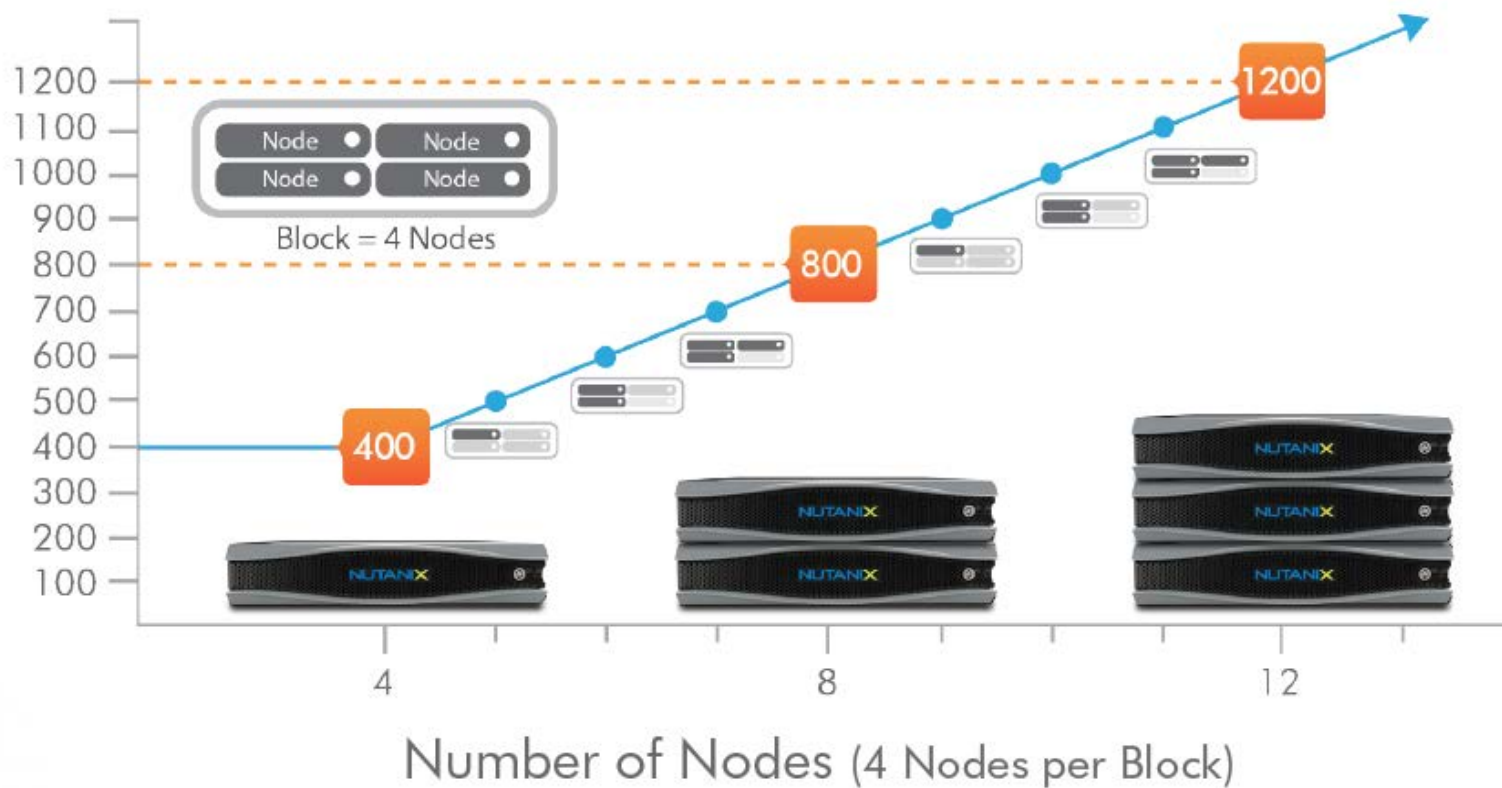 1200
1100
1000
900
800
700
600
500
400
300
200
100
Node Node
Node Node
Block = 4 Nodes
400
800
1200
NUTANIX
NUTANIX
NUTANIX
NUTANIX
NUTANIX
NUTANIX
4 8 12
Number of Nodes (4 Nodes per Block)